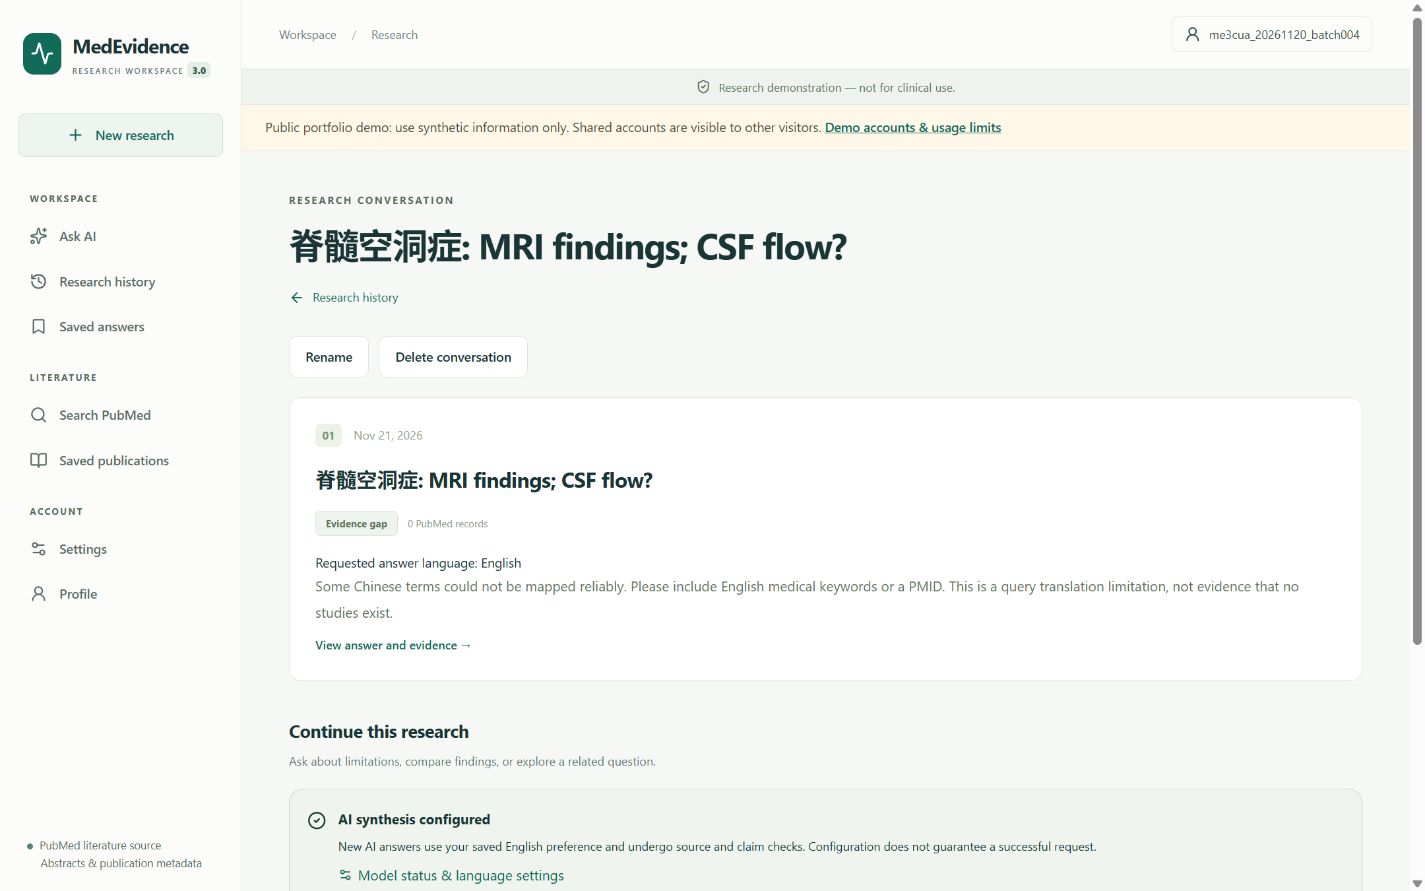 MedEvidence
RESEARCH WORKSPACE 3.0
New research
WORKSPACE
Ask AI
Research history
Saved answers
LITERATURE
Search PubMed
Saved publications
ACCOUNT
Settings
Profile
PubMed literature source
Abstracts & publication metadata
Workspace / Research
me3cua_20261120_batch004
Research demonstration — not for clinical use.
Public portfolio demo: use synthetic information only. Shared accounts are visible to other visitors. Demo accounts & usage limits
RESEARCH CONVERSATION
脊髓空洞症: MRI findings; CSF flow?
← Research history
Rename
Delete conversation
01 Nov 21, 2026
脊髓空洞症: MRI findings; CSF flow?
Evidence gap 0 PubMed records
Requested answer language: English
Some Chinese terms could not be mapped reliably. Please include English medical keywords or a PMID. This is a query translation limitation, not evidence that no
studies exist.
View answer and evidence →
Continue this research
Ask about limitations, compare findings, or explore a related question.
AI synthesis configured
New AI answers use your saved English preference and undergo source and claim checks. Configuration does not guarantee a successful request.
Model status & language settings